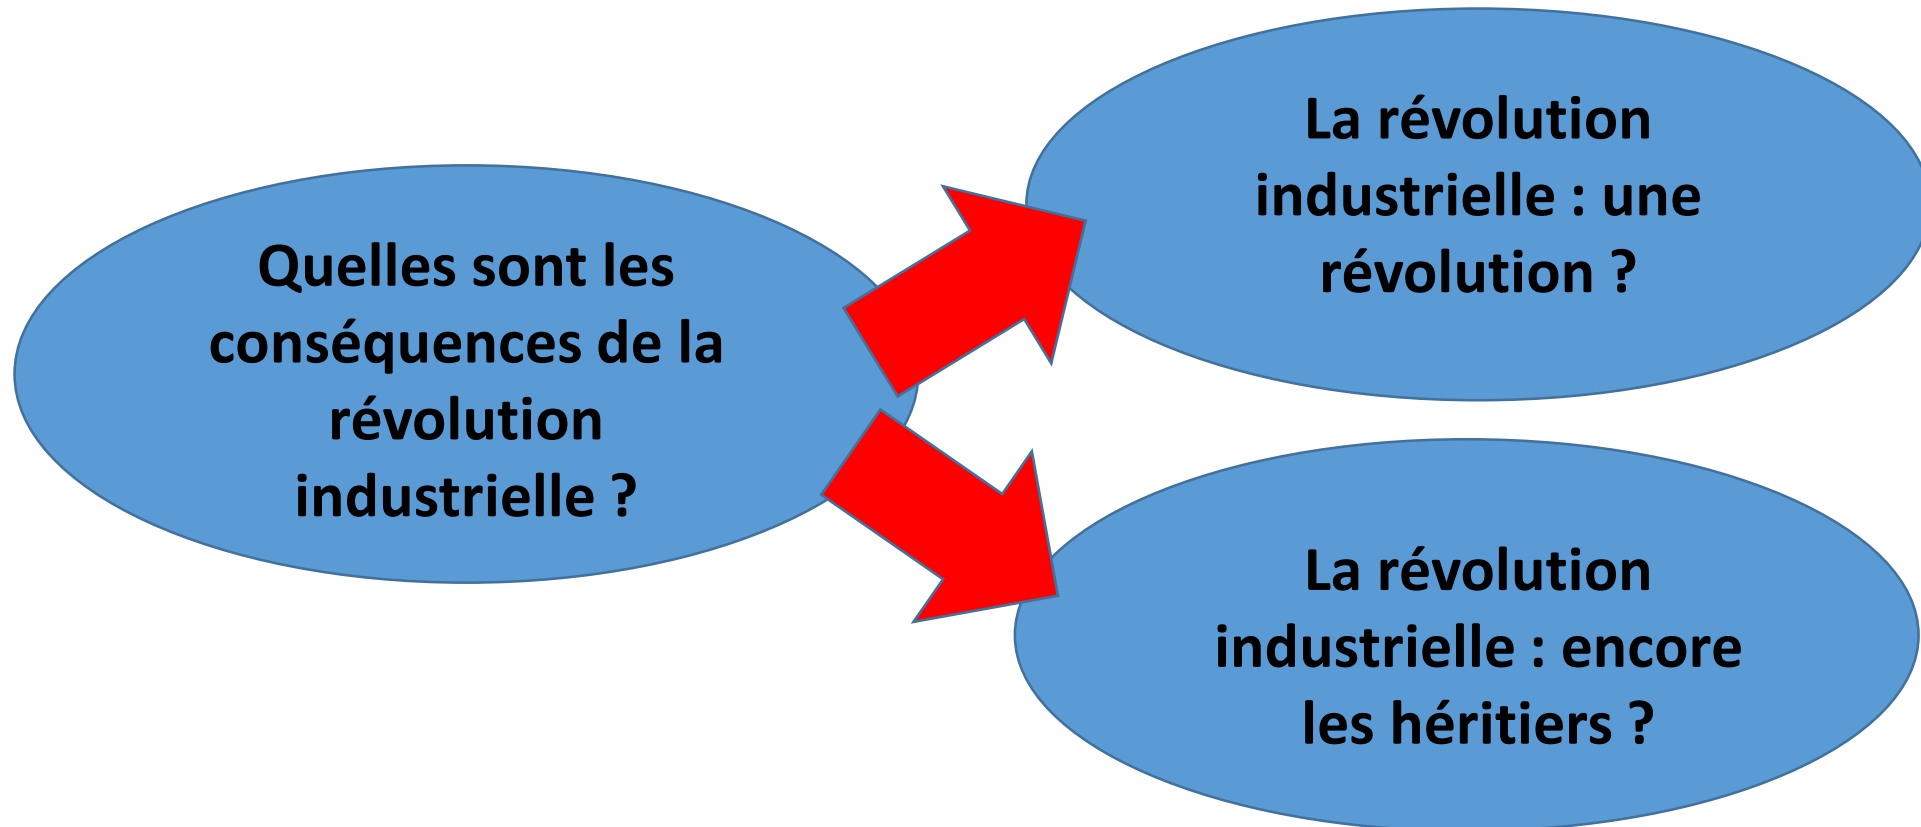 Quelles sont les
conséquences de la
révolution
industrielle ?
La révolution
industrielle : une
révolution ?
La révolution
industrielle : encore
les héritiers ?